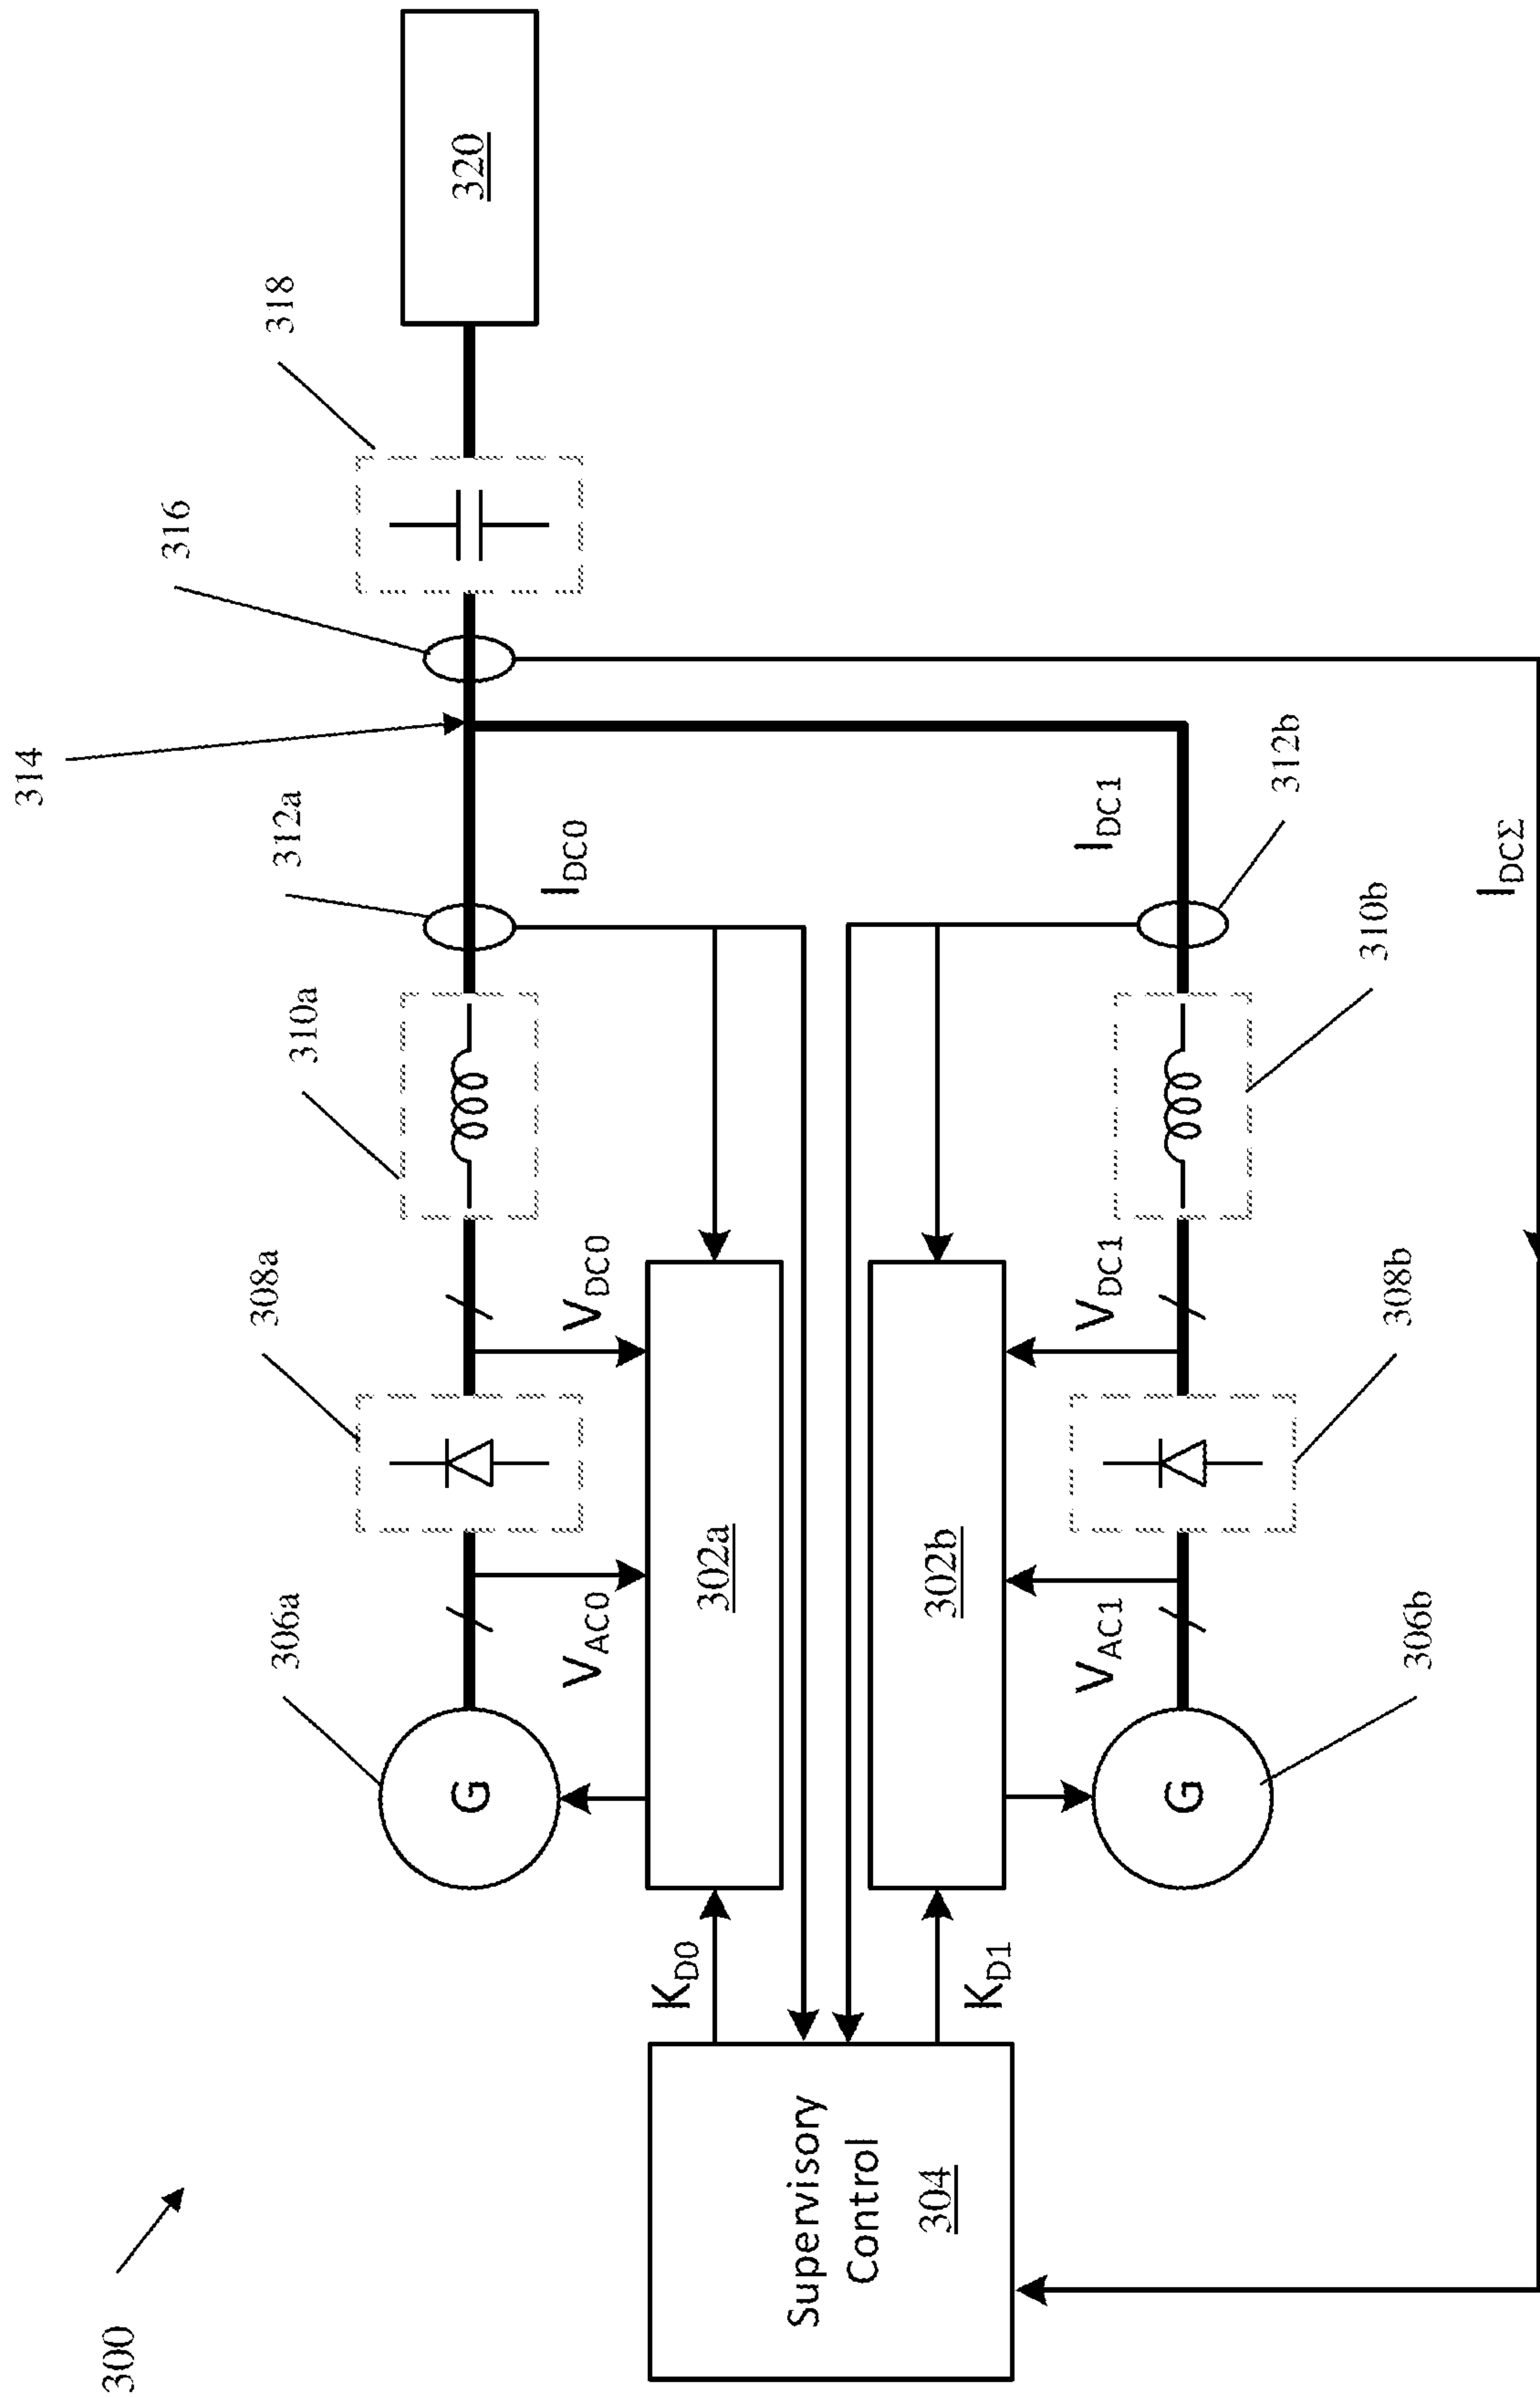 300
314
316
318
320
312a
310a
308a
306a
G
V_AC0
V_DC0
I_DC0
302a
K_D0
Supervisory
Control
304
K_D1
302b
V_AC1
V_DC1
I_DC1
G
306b
308b
310b
312b
I_DCΣ